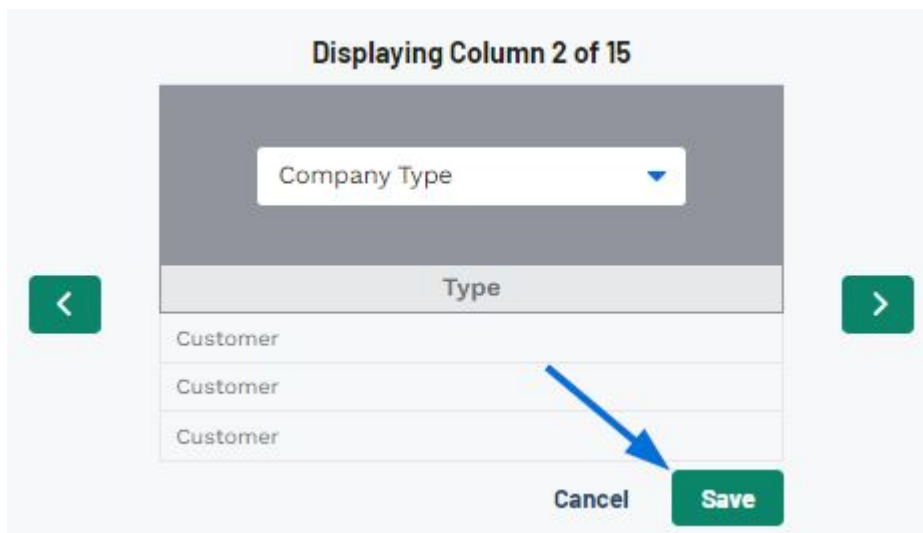 Displaying Column 2 of 15
Company Type
Type
Customer
Customer
Customer
Cancel Save